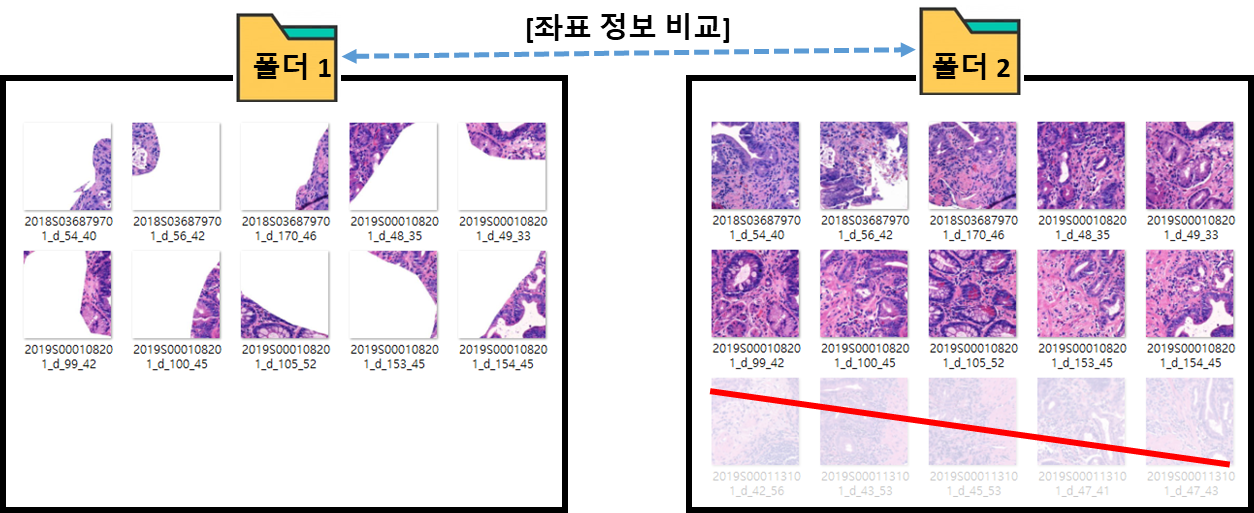 [좌표 정보 비교]
폴더 1
폴더 2
2018S03687970
1_d_54_40
2018S03687970
1_d_56_42
2018S03687970
1_d_170_46
2019S00010820
1_d_48_35
2019S00010820
1_d_49_33
2019S00010820
1_d_99_42
2019S00010820
1_d_100_45
2019S00010820
1_d_105_52
2019S00010820
1_d_153_45
2019S00010820
1_d_154_45
2018S03687970
1_d_54_40
2018S03687970
1_d_56_42
2018S03687970
1_d_170_46
2019S00010820
1_d_48_35
2019S00010820
1_d_49_33
2019S00010820
1_d_99_42
2019S00010820
1_d_100_45
2019S00010820
1_d_105_52
2019S00010820
1_d_153_45
2019S00010820
1_d_154_45
2019S00011310
1_d_42_56
2019S00011310
1_d_43_53
2019S00011310
1_d_45_53
2019S00011310
1_d_47_41
2019S00011310
1_d_47_43